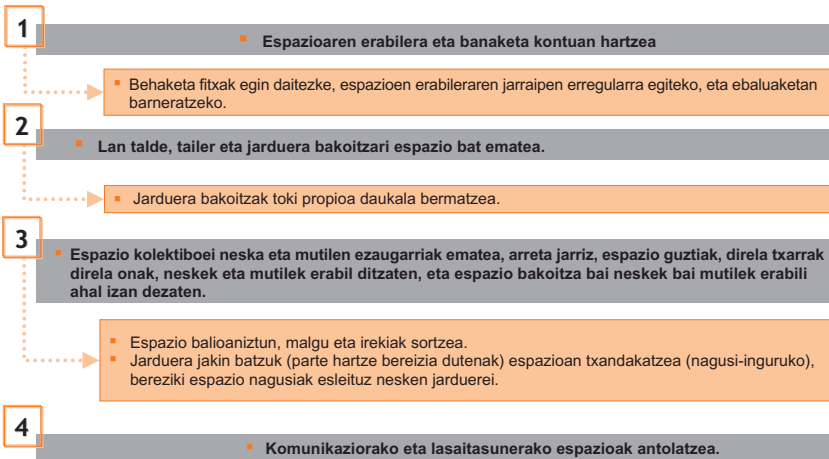 1
▪ Espazioaren erabilera eta banaketa kontuan hartzea
▪ Behaketa fitxak egin daitezke, espazioen erabileraren jarraipen erregularra egiteko, eta ebaluaketan
barneratzeko.
2
▪ Lan talde, tailer eta jarduera bakoitzari espazio bat ematea.
▪ Jarduera bakoitzak toki propioa daukala bermatzea.
3
▪ Espazio kolektiboei neska eta mutilen ezaugarriak ematea, arreta jarriz, espazio guztiak, direla txarrak
direla onak, neskek eta mutilek erabil ditzaten, eta espazio bakoitza bai neskek bai mutilek erabili
ahal izan dezaten.
▪ Espazio balioaniztun, malgu eta irekiak sortzea.
▪ Jarduera jakin batzuk (parte hartze bereizia dutenak) espazioan txandakatzea (nagusi-inguruko),
bereziki espazio nagusiak esleituz nesken jarduerei.
4
▪ Komunikaziorako eta lasaitasunerako espazioak antolatzea.